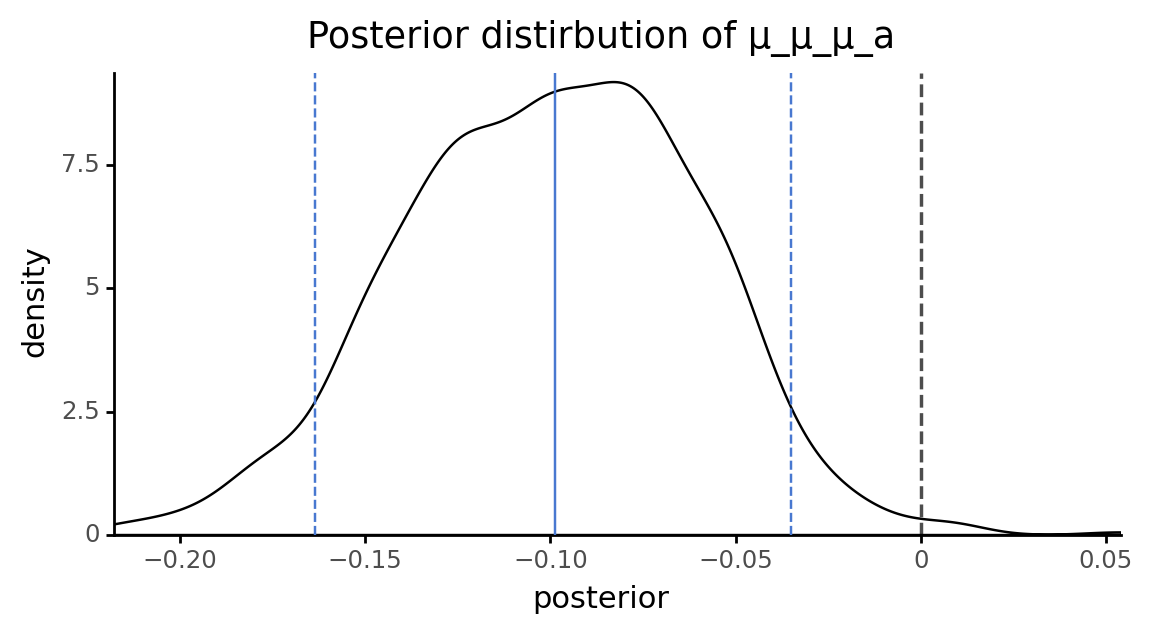 Posterior distirbution of μ_μ_μ_a
density
7.5
5
2.5
0
−0.20 −0.15 −0.10 −0.05 0 0.05
posterior